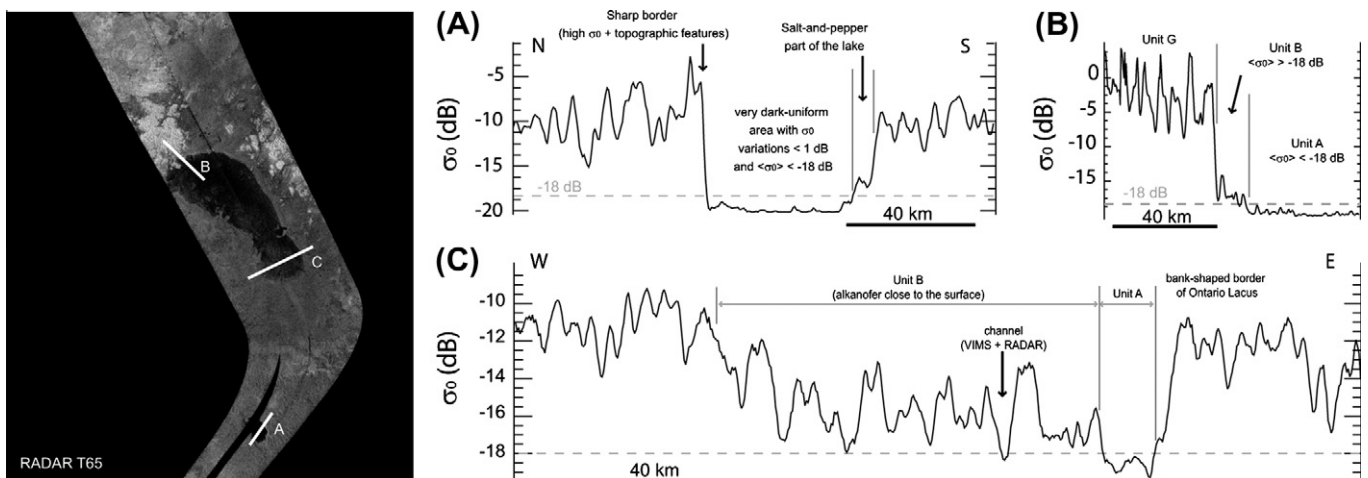 B
C
A
RADAR T65
(A)
N
S
Sharp border
(high σ0 + topographic features)
Salt-and-pepper
part of the lake
very dark-uniform
area with σ0
variations < 1 dB
and <σ0> < -18 dB
-18 dB
40 km
σ0 (dB)
-5
-10
-15
-20
(B)
Unit G
Unit B
<σ0> > -18 dB
Unit A
<σ0> < -18 dB
-18 dB
40 km
σ0 (dB)
0
-5
-10
-15
(C)
W
E
Unit B
(alkanofer close to the surface)
Unit A
bank-shaped border
of Ontario Lacus
channel
(VIMS + RADAR)
40 km
σ0 (dB)
-10
-12
-14
-16
-18